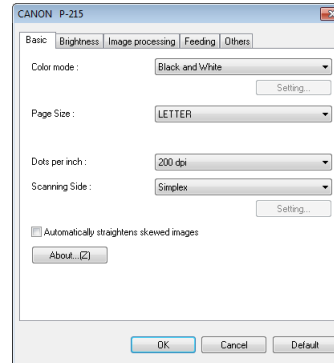 CANON P-215
Basic Brightness Image processing Feeding Others
Color mode : Black and White
Setting...
Page Size : LETTER
Dots per inch : 200 dpi
Scanning Side : Simplex
Setting...
Automatically straightens skewed images
About...(Z)
OK Cancel Default